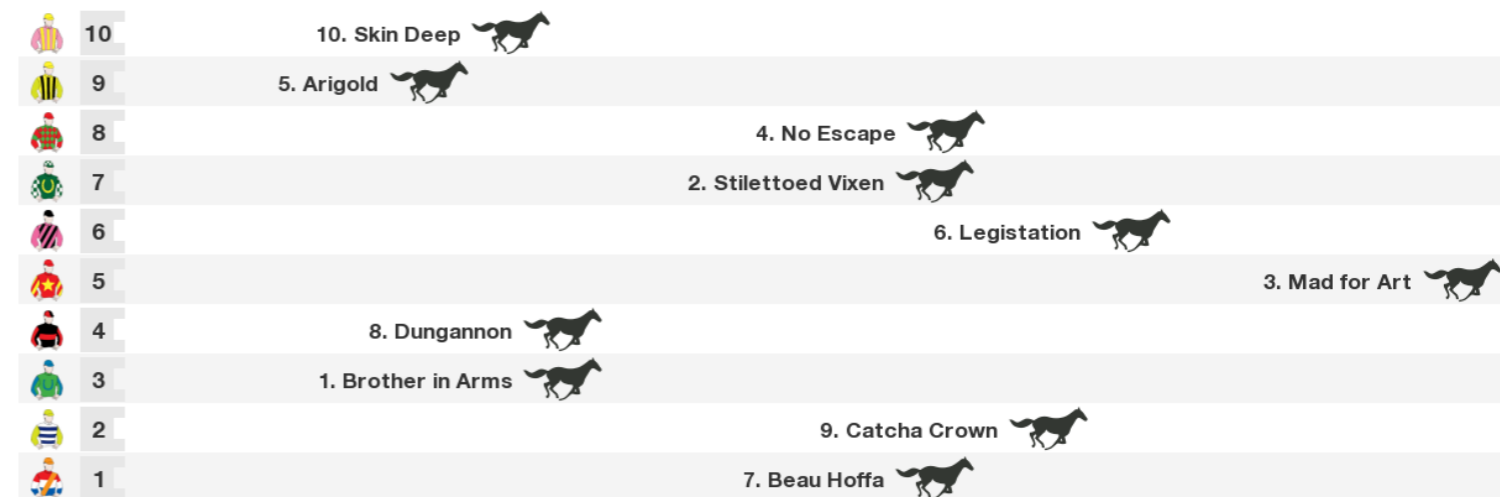 10 10. Skin Deep
9 5. Arigold
8 4. No Escape
7 2. Stilettoed Vixen
6 6. Legistation
5 3. Mad for Art
4 8. Dungannon
3 1. Brother in Arms
2 9. Catcha Crown
1 7. Beau Hoffa